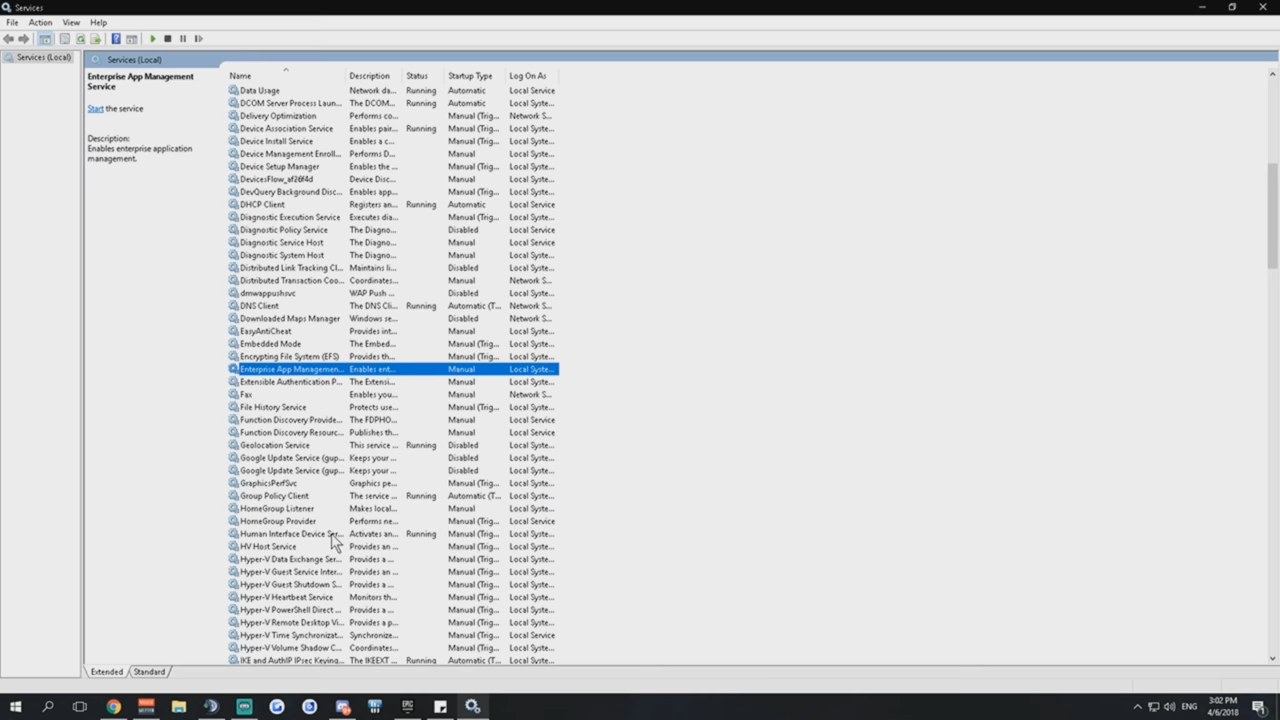 Services
File Action View Help
Services (Local)
Services (Local)
Enterprise App Management
Service
Start the service
Description:
Enables enterprise application
management.
Name Description Status Startup Type Log On As
Data Usage Network da... Running Automatic Local Service
DCOM Server Process Laun... The DCOM... Running Automatic Local Syste...
Delivery Optimization Performs co... Manual (Trig... Network S...
Device Association Service Enables pair... Running Manual (Trig... Local Syste...
Device Install Service Enables a c... Manual (Trig... Local Syste...
Device Management Enroll... Performs D... Manual Local Syste...
Device Setup Manager Enables the ... Manual (Trig... Local Syste...
DevicesFlow_af26f4d Device Disc... Manual Local Syste...
DevQuery Background Disc... Enables app... Manual (Trig... Local Syste...
DHCP Client Registers an... Running Automatic Local Service
Diagnostic Execution Service Executes dia... Manual (Trig... Local Syste...
Diagnostic Policy Service The Diagno... Disabled Local Service
Diagnostic Service Host The Diagno... Manual Local Service
Diagnostic System Host The Diagno... Manual Local Syste...
Distributed Link Tracking Cl... Maintains li... Disabled Local Syste...
Distributed Transaction Coo... Coordinates... Manual Network S...
dmwappushsvc WAP Push ... Disabled Local Syste...
DNS Client The DNS Cli... Running Automatic (T... Network S...
Downloaded Maps Manager Windows se... Disabled Network S...
EasyAntiCheat Provides int... Manual Local Syste...
Embedded Mode The Embed... Manual (Trig... Local Syste...
Encrypting File System (EFS) Provides th... Manual (Trig... Local Syste...
Enterprise App Managemen... Enables ent... Manual Local Syste...
Extensible Authentication P... The Extensi... Manual Local Syste...
Fax Enables you... Manual Network S...
File History Service Protects use... Manual (Trig... Local Syste...
Function Discovery Provide... The FDPHO... Manual Local Service
Function Discovery Resourc... Publishes th... Manual Local Service
Geolocation Service This service ... Running Disabled Local Syste...
Google Update Service (gup... Keeps your ... Disabled Local Syste...
Google Update Service (gup... Keeps your ... Disabled Local Syste...
GraphicsPerfSvc Graphics pe... Manual (Trig... Local Syste...
Group Policy Client The service ... Running Automatic (T... Local Syste...
HomeGroup Listener Makes local... Manual Local Syste...
HomeGroup Provider Performs ne... Manual (Trig... Local Service
Human Interface Device Ser... Activates an... Running Manual (Trig... Local Syste...
HV Host Service Provides an ... Manual (Trig... Local Syste...
Hyper-V Data Exchange Ser... Provides a ... Manual (Trig... Local Syste...
Hyper-V Guest Service Inter... Provides an ... Manual (Trig... Local Syste...
Hyper-V Guest Shutdown S... Provides a ... Manual (Trig... Local Syste...
Hyper-V Heartbeat Service Monitors th... Manual (Trig... Local Syste...
Hyper-V PowerShell Direct ... Provides a ... Manual (Trig... Local Syste...
Hyper-V Remote Desktop Vi... Provides a p... Manual (Trig... Local Syste...
Hyper-V Time Synchronizat... Synchronize... Manual (Trig... Local Service
Hyper-V Volume Shadow C... Coordinates... Manual (Trig... Local Syste...
IKE and AuthIP IPsec Keying... The IKEEXT ... Running Automatic (T... Local Syste...
Extended Standard
ENG 3:02 PM
4/6/2018